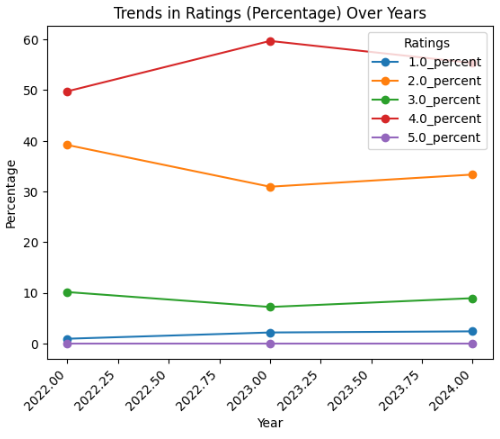 Trends in Ratings (Percentage) Over Years
Ratings
1.0_percent
2.0_percent
3.0_percent
4.0_percent
5.0_percent
Percentage
60
50
40
30
20
10
0
2022.00
2022.25
2022.50
2022.75
2023.00
2023.25
2023.50
2023.75
2024.00
Year